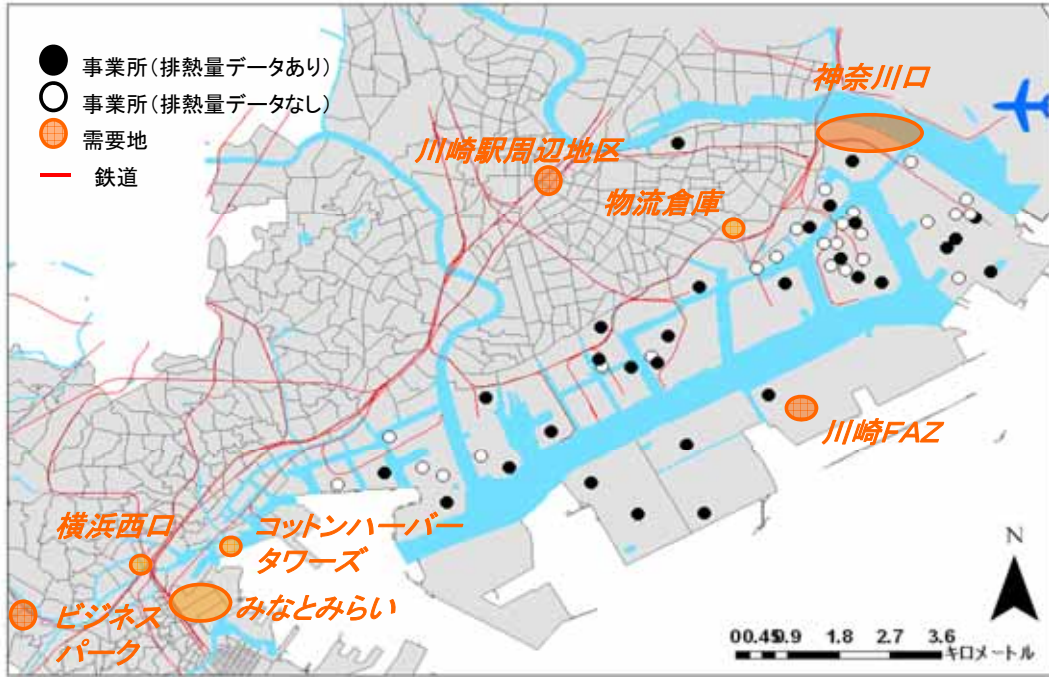 事業所(排熱量データあり)
事業所(排熱量データなし)
需要地
鉄道
神奈川口
川崎駅周辺地区
物流倉庫
川崎FAZ
横浜西口
コットンハーバー
タワーズ
みなとみらい
ビジネス
パーク
N
00.450.9 1.8 2.7 3.6
キロメートル